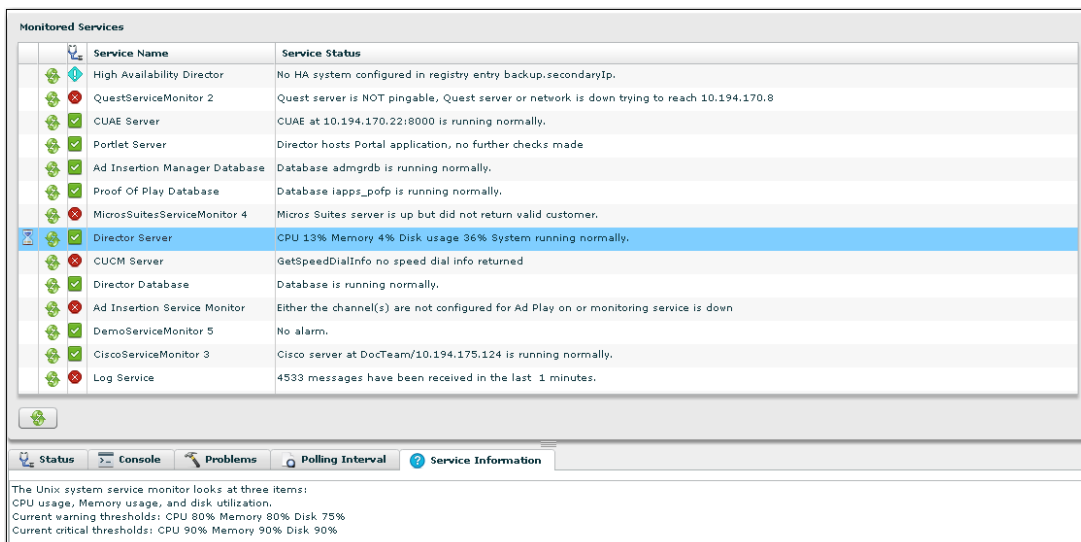 Monitored Services
Service Name Service Status
High Availability Director No HA system configured in registry entry backup.secondaryIp.
QuestServiceMonitor 2 Quest server is NOT pingable, Quest server or network is down trying to reach 10.194.170.8
CUAE Server CUAE at 10.194.170.22:8000 is running normally.
Portlet Server Director hosts Portal application, no further checks made
Ad Insertion Manager Database Database admgrdb is running normally.
Proof Of Play Database Database iapps_pofp is running normally.
MicrosSuitesServiceMonitor 4 Micros Suites server is up but did not return valid customer.
Director Server CPU 13% Memory 4% Disk usage 36% System running normally.
CUCM Server GetSpeedDialInfo no speed dial info returned
Director Database Database is running normally.
Ad Insertion Service Monitor Either the channel(s) are not configured for Ad Play on or monitoring service is down
DemoServiceMonitor 5 No alarm.
CiscoServiceMonitor 3 Cisco server at DocTeam/10.194.175.124 is running normally.
Log Service 4533 messages have been received in the last 1 minutes.
Status Console Problems Polling Interval Service Information
The Unix system service monitor looks at three items:
CPU usage, Memory usage, and disk utilization.
Current warning thresholds: CPU 80% Memory 80% Disk 75%
Current critical thresholds: CPU 90% Memory 90% Disk 90%